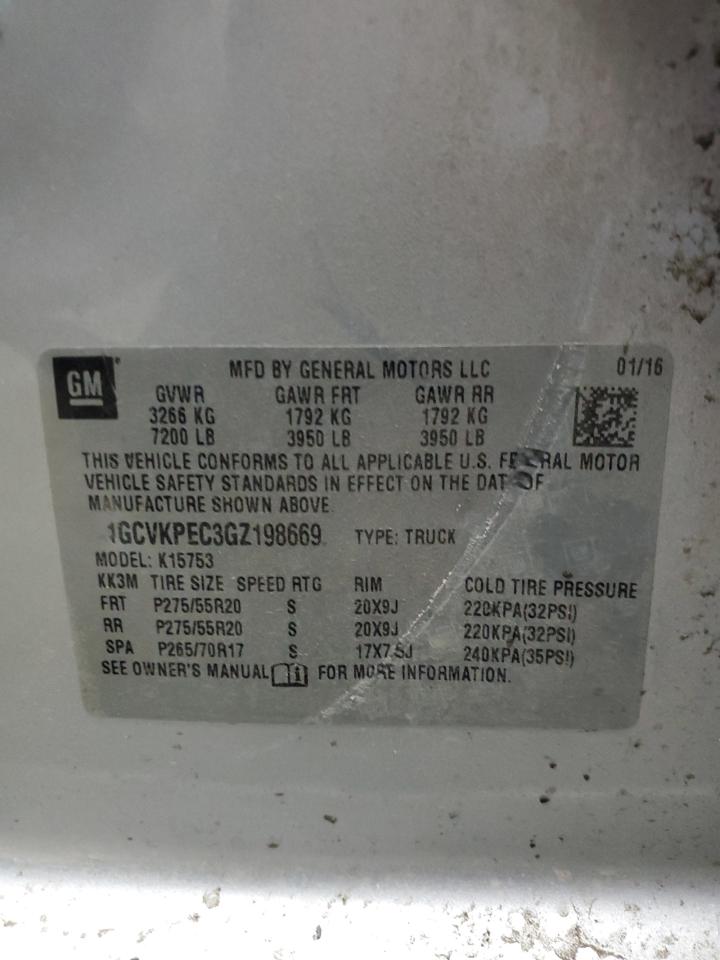 GM
MFD BY GENERAL MOTORS LLC 01/16
GVWR GAWR FRT GAWR RR
3266 KG 1792 KG 1792 KG
7200 LB 3950 LB 3950 LB
THIS VEHICLE CONFORMS TO ALL APPLICABLE U.S. FEDERAL MOTOR
VEHICLE SAFETY STANDARDS IN EFFECT ON THE DATE OF
MANUFACTURE SHOWN ABOVE.
1GCVKPEC3GZ198669 TYPE: TRUCK
MODEL: K15753
KK3M TIRE SIZE SPEED RTG RIM COLD TIRE PRESSURE
FRT P275/55R20 S 20X9J 220KPA(32PSI)
RR P275/55R20 S 20X9J 220KPA(32PSI)
SPA P265/70R17 S 17X7.5J 240KPA(35PSI)
SEE OWNER'S MANUAL FOR MORE INFORMATION.